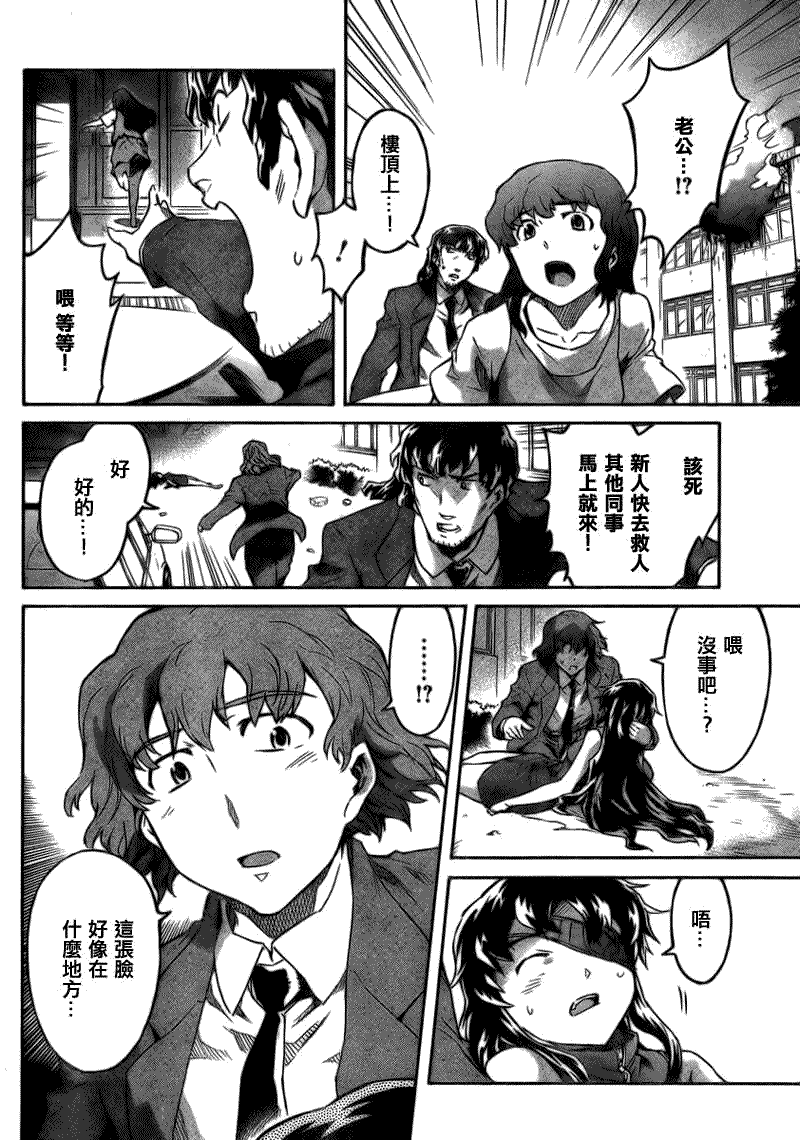 老公…!?
樓頂上
…！
！
喂 等等！
該死
新人快去救人
其他同事
馬上就來！
好
好的…！
喂
沒事吧…？
唔…
……!?
這張臉
好像在
什麼地方…